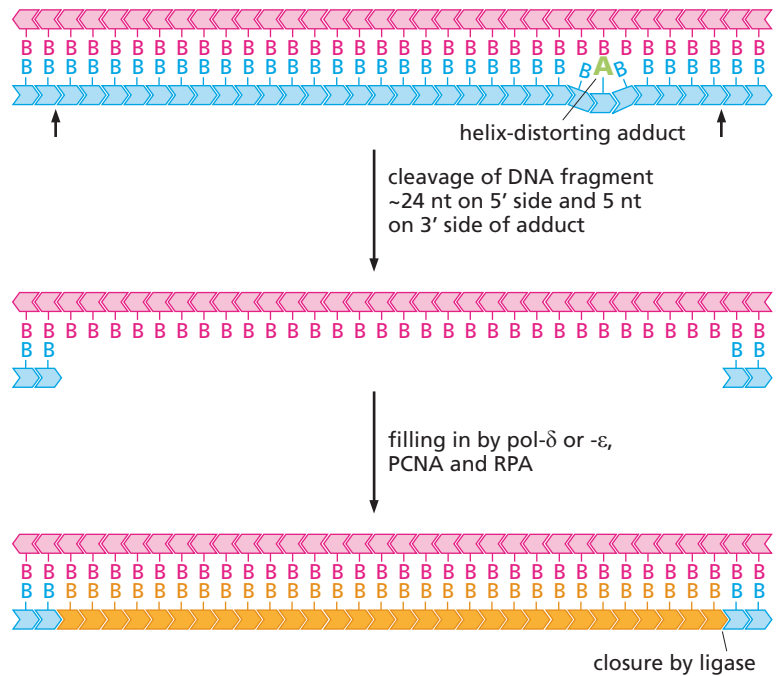 B B B B B B B B B B B B B B B B B B B B B B B B B B B B B B B B B B
B B B B B B B B B B B B B B B B B B B B B B B B B B A B B B B B B B
helix-distorting adduct
cleavage of DNA fragment
~24 nt on 5′ side and 5 nt
on 3′ side of adduct
B B B B B B B B B B B B B B B B B B B B B B B B B B B B B B B B B B
B B B B
filling in by pol-δ or -ε,
PCNA and RPA
B B B B B B B B B B B B B B B B B B B B B B B B B B B B B B B B B B
B B B B B B B B B B B B B B B B B B B B B B B B B B B B B B B B B B
closure by ligase